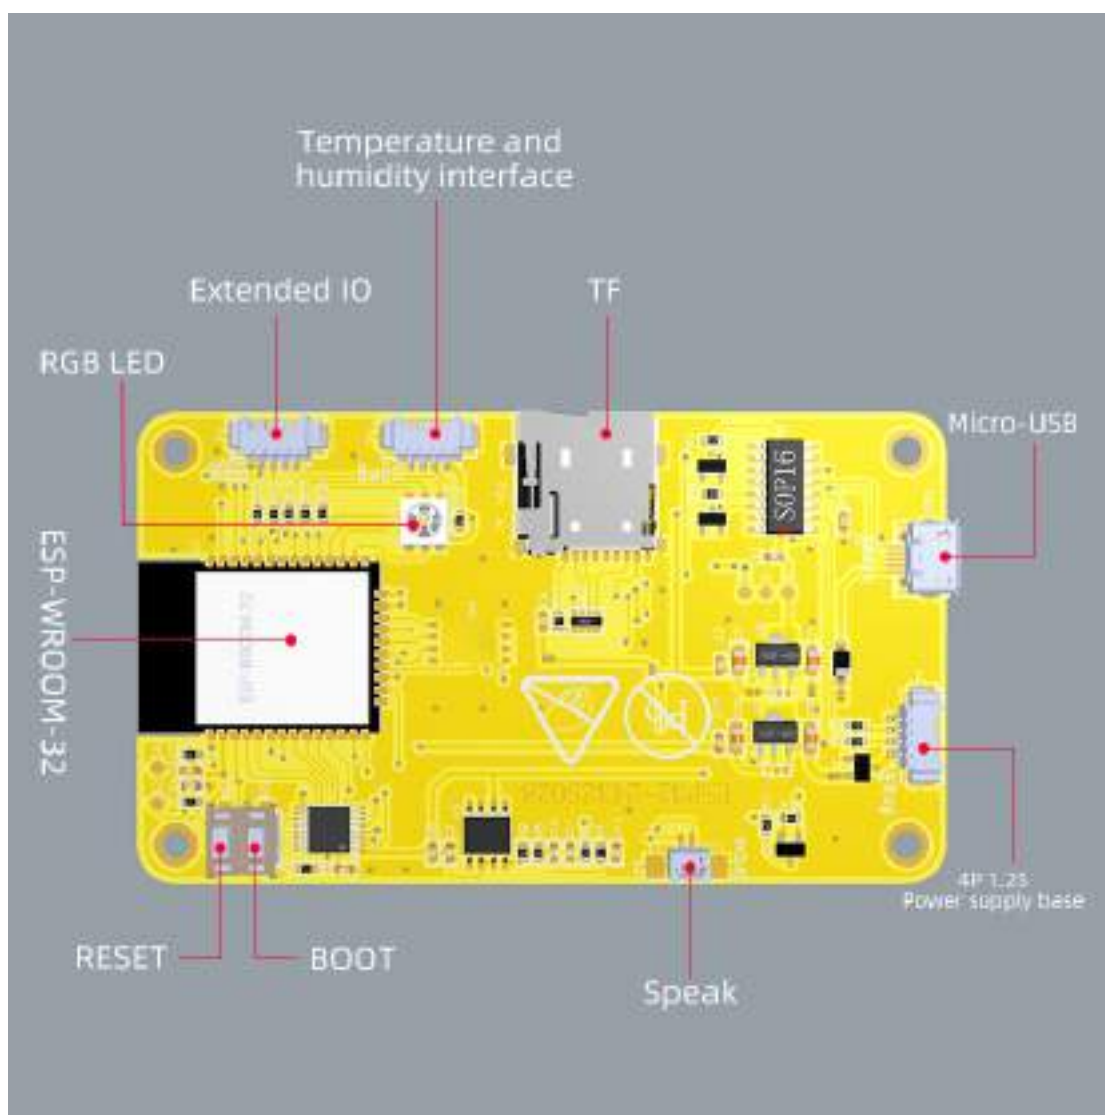 Temperature and
humidity interface
Extended IO
TF
RGB LED
Micro-USB
SOP16
ESP-WROOM-32
4P 1.25
Power supply base
RESET
BOOT
Speak